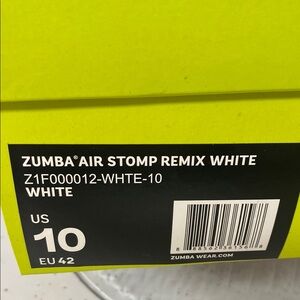 ZUMBA® AIR STOMP REMIX WHITE
Z1F000012-WHTE-10
WHITE
US
10
EU 42
ZUMBA WEAR.COM